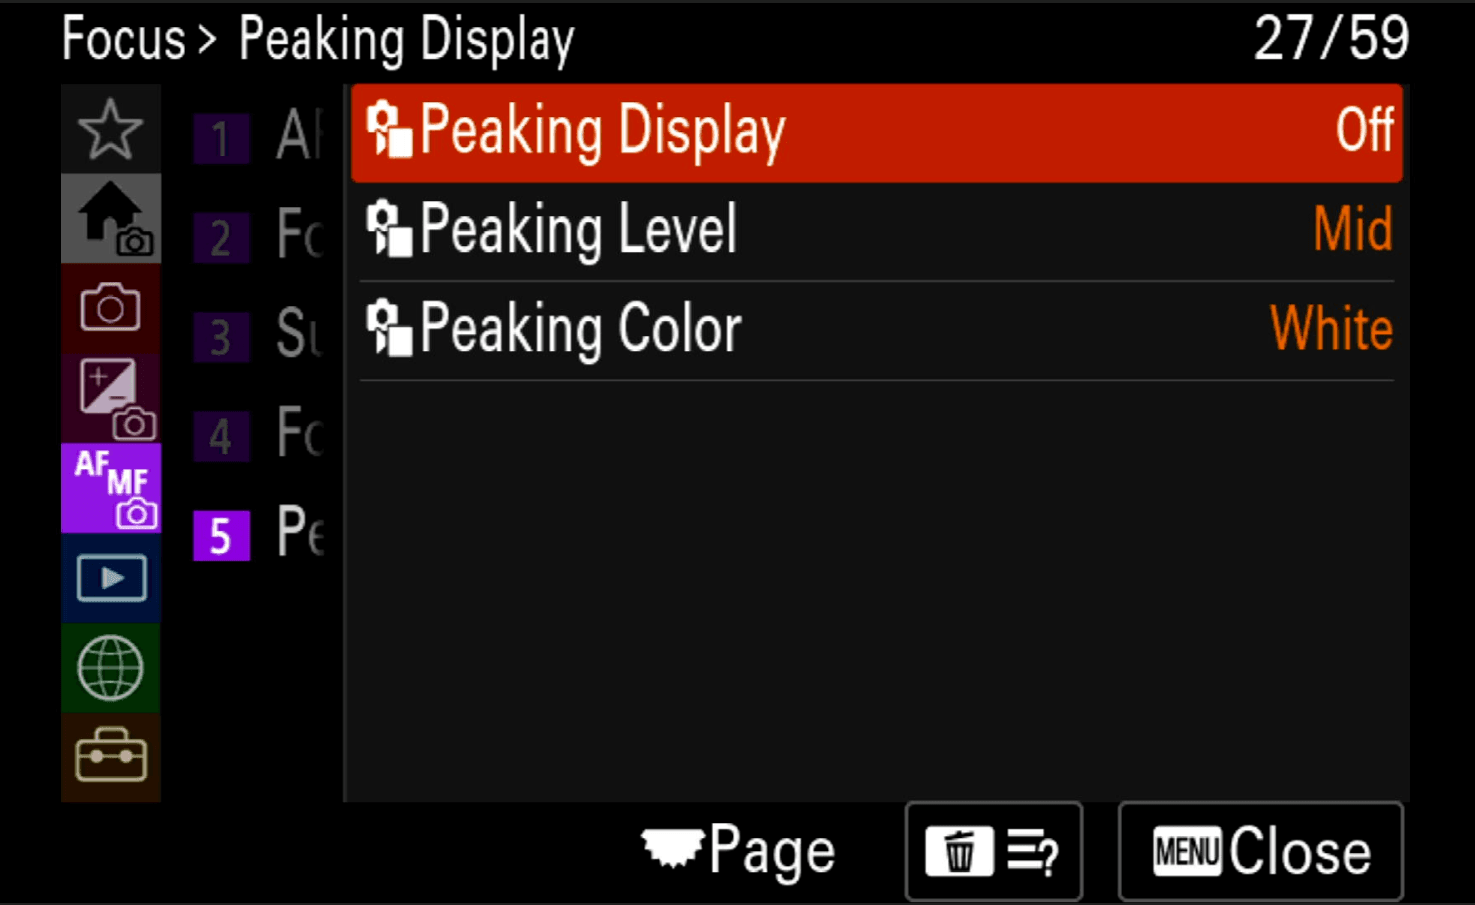 Focus> Peaking Display 27/59
1
2
3
4
5
AF MF
Peaking Display Off
Peaking Level Mid
Peaking Color White
Page
?
MENU Close